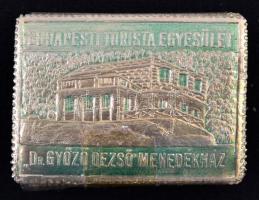 BUDAPESTI TURISTA EGYESÜLET
„DR. GYŐZŐ DEZSŐ” MENEDÉKHÁZ